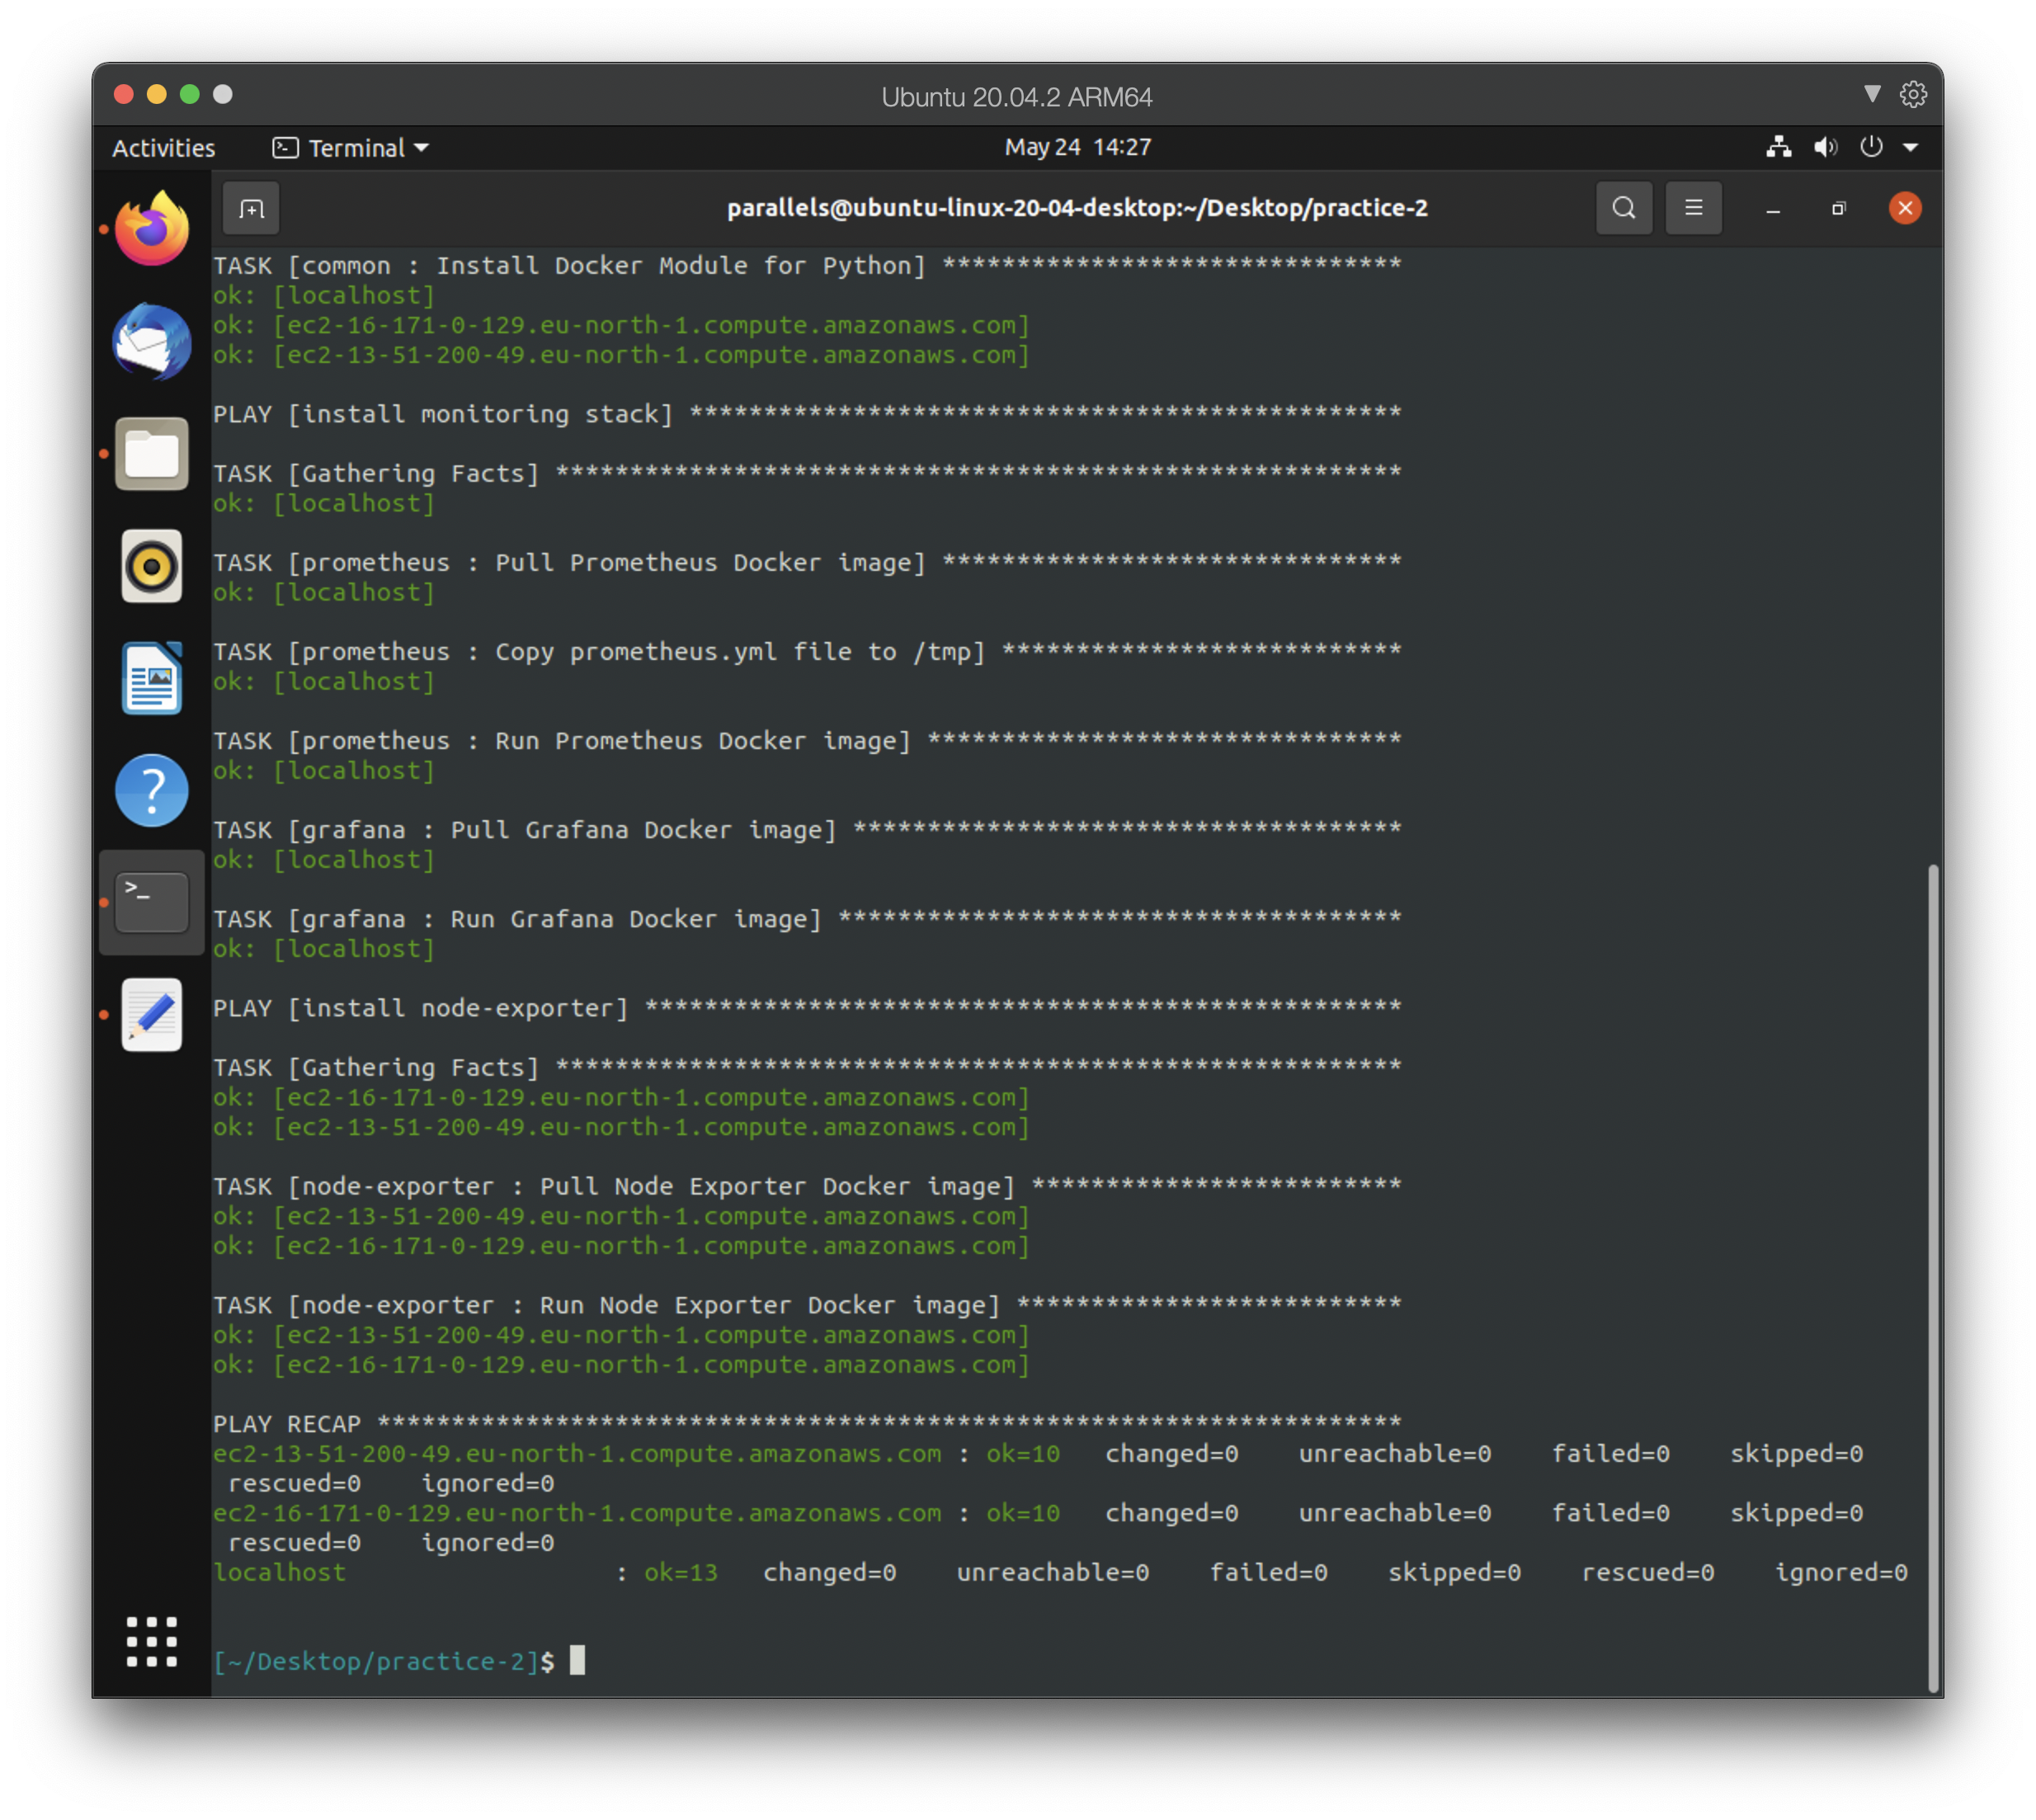 Ubuntu 20.04.2 ARM64
Activities Terminal May 24 14:27
parallels@ubuntu-linux-20-04-desktop:~/Desktop/practice-2
TASK [common : Install Docker Module for Python] *******************************
ok: [localhost]
ok: [ec2-16-171-0-129.eu-north-1.compute.amazonaws.com]
ok: [ec2-13-51-200-49.eu-north-1.compute.amazonaws.com]
PLAY [install monitoring stack] ************************************************
TASK [Gathering Facts] *********************************************************
ok: [localhost]
TASK [prometheus : Pull Prometheus Docker image] *******************************
ok: [localhost]
TASK [prometheus : Copy prometheus.yml file to /tmp] ***************************
ok: [localhost]
TASK [prometheus : Run Prometheus Docker image] ********************************
ok: [localhost]
TASK [grafana : Pull Grafana Docker image] *************************************
ok: [localhost]
TASK [grafana : Run Grafana Docker image] **************************************
ok: [localhost]
PLAY [install node-exporter] ***************************************************
TASK [Gathering Facts] *********************************************************
ok: [ec2-16-171-0-129.eu-north-1.compute.amazonaws.com]
ok: [ec2-13-51-200-49.eu-north-1.compute.amazonaws.com]
TASK [node-exporter : Pull Node Exporter Docker image] *************************
ok: [ec2-13-51-200-49.eu-north-1.compute.amazonaws.com]
ok: [ec2-16-171-0-129.eu-north-1.compute.amazonaws.com]
TASK [node-exporter : Run Node Exporter Docker image] **************************
ok: [ec2-13-51-200-49.eu-north-1.compute.amazonaws.com]
ok: [ec2-16-171-0-129.eu-north-1.compute.amazonaws.com]
PLAY RECAP *********************************************************************
ec2-13-51-200-49.eu-north-1.compute.amazonaws.com : ok=10   changed=0    unreachable=0    failed=0    skipped=0
 rescued=0    ignored=0
ec2-16-171-0-129.eu-north-1.compute.amazonaws.com : ok=10   changed=0    unreachable=0    failed=0    skipped=0
 rescued=0    ignored=0
localhost                  : ok=13   changed=0    unreachable=0    failed=0    skipped=0    rescued=0    ignored=0
[~/Desktop/practice-2]$